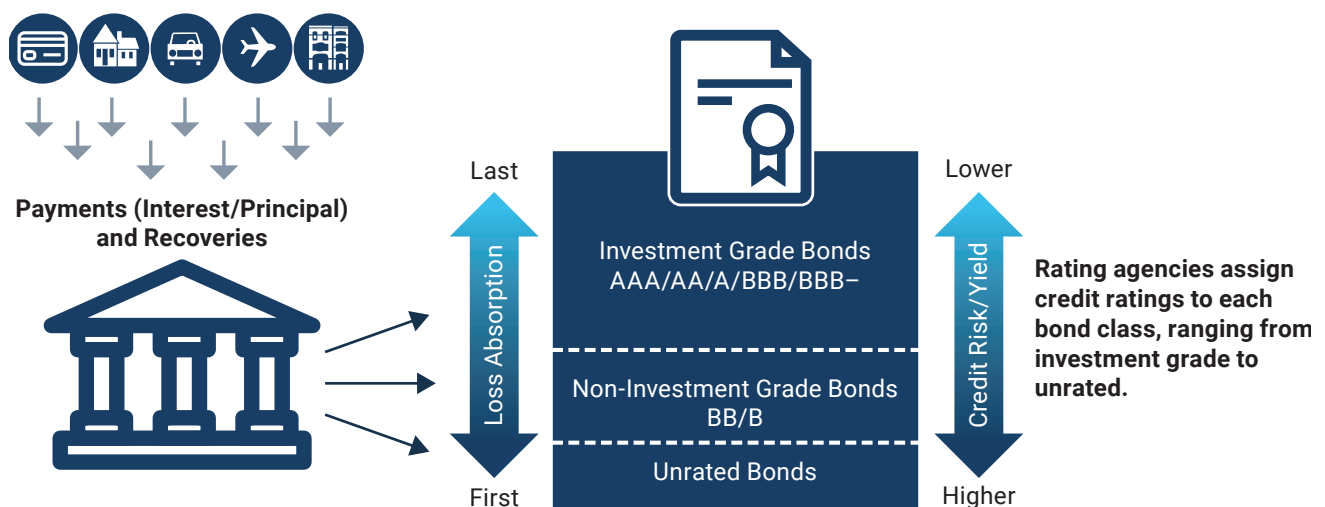 Payments (Interest/Principal)
and Recoveries
Last
Loss Absorption
First
Investment Grade Bonds
AAA/AA/A/BBB/BBB–
Non-Investment Grade Bonds
BB/B
Unrated Bonds
Lower
Credit Risk/Yield
Higher
Rating agencies assign
credit ratings to each
bond class, ranging from
investment grade to
unrated.